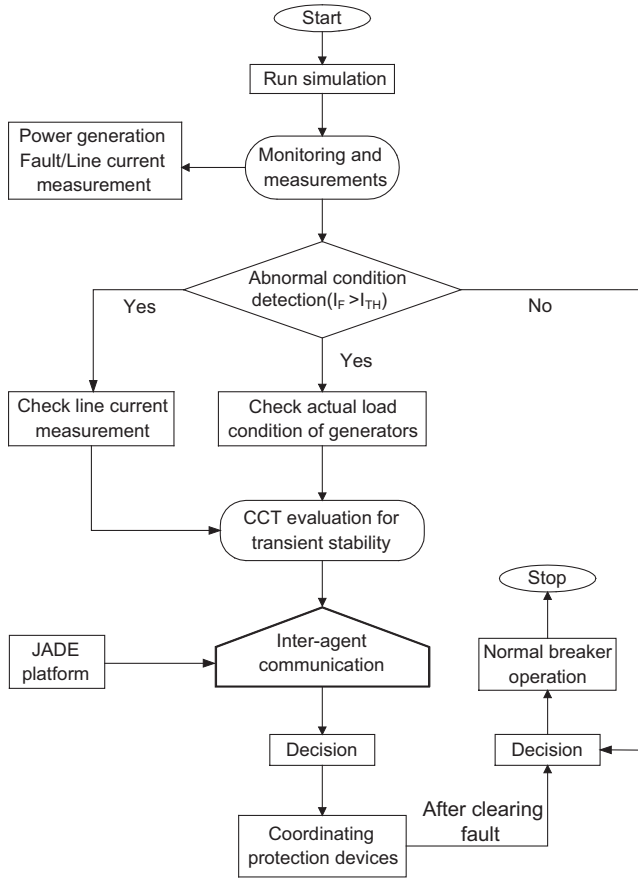 Start
Run simulation
Power generation
Fault/Line current
measurement
Monitoring and
measurements
Abnormal condition
detection(I_F >I_TH)
Yes
No
Yes
Check line current
measurement
Check actual load
condition of generators
CCT evaluation for
transient stability
Stop
JADE
platform
Inter-agent
communication
Normal breaker
operation
Decision
Decision
Coordinating
protection devices
After clearing
fault